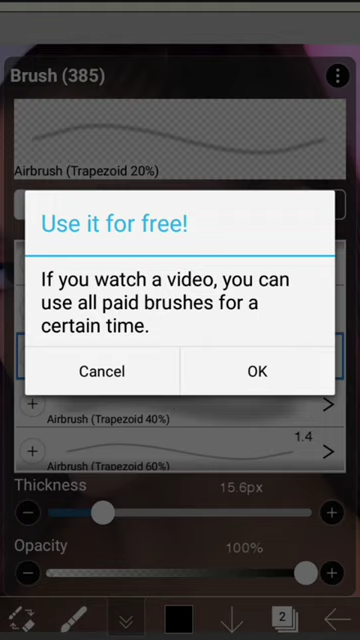 Brush (385)
Airbrush (Trapezoid 20%)
Use it for free!
If you watch a video, you can
use all paid brushes for a
certain time.
Cancel
OK
Airbrush (Trapezoid 40%)
1.4
Airbrush (Trapezoid 60%)
Thickness
15.6px
Opacity
100%
2